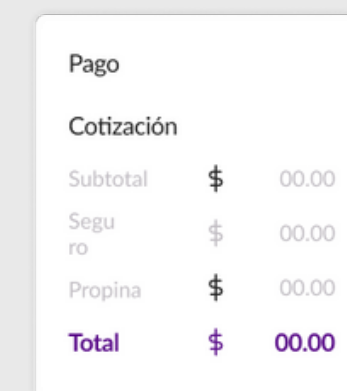 Pago
Cotización
Subtotal $ 00.00
Segu
ro $ 00.00
Propina $ 00.00
Total $ 00.00